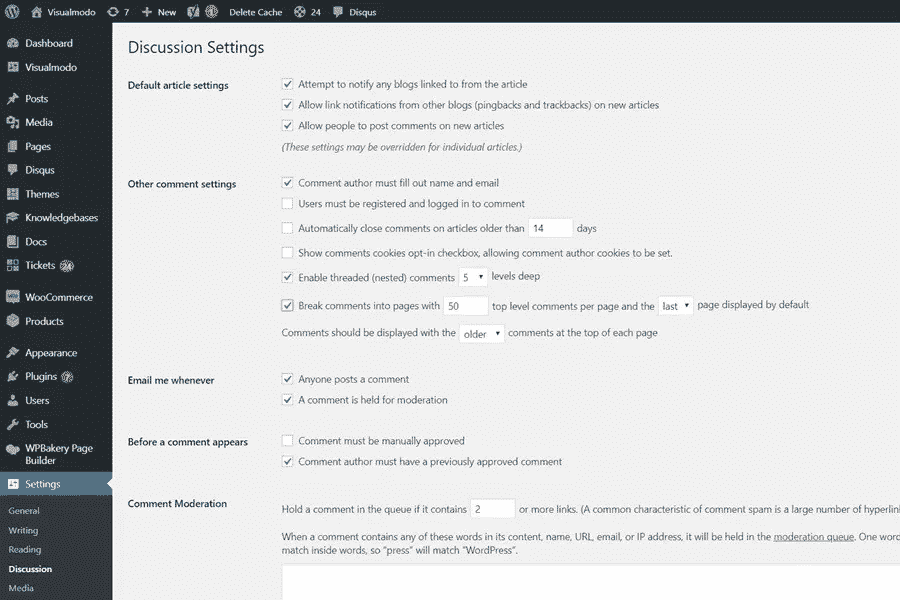 Visualmodo 7 New Delete Cache 24 Disqus
Dashboard
Visualmodo
Posts
Media
Pages
Disqus
Themes
Knowledgebases
Docs
Tickets 24
WooCommerce
Products
Appearance
Plugins 7
Users
Tools
WPBakery Page
Builder
Settings
General
Writing
Reading
Discussion
Media
Discussion Settings
Default article settings
Attempt to notify any blogs linked to from the article
Allow link notifications from other blogs (pingbacks and trackbacks) on new articles
Allow people to post comments on new articles
(These settings may be overridden for individual articles.)
Other comment settings
Comment author must fill out name and email
Users must be registered and logged in to comment
Automatically close comments on articles older than 14 days
Show comments cookies opt-in checkbox, allowing comment author cookies to be set.
Enable threaded (nested) comments 5 levels deep
Break comments into pages with 50 top level comments per page and the last page displayed by default
Comments should be displayed with the older comments at the top of each page
Email me whenever
Anyone posts a comment
A comment is held for moderation
Before a comment appears
Comment must be manually approved
Comment author must have a previously approved comment
Comment Moderation
Hold a comment in the queue if it contains 2 or more links. (A common characteristic of comment spam is a large number of hyperlin
When a comment contains any of these words in its content, name, URL, email, or IP address, it will be held in the moderation queue. One word
match inside words, so "press" will match "WordPress".